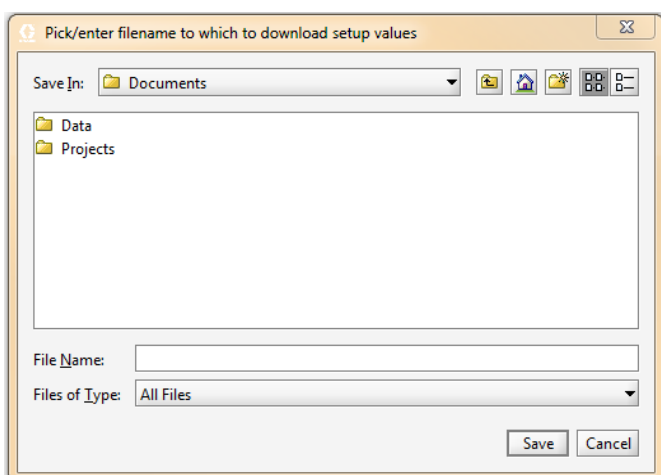 Pick/enter filename to which to download setup values
Save In: Documents
Data
Projects
File Name:
Files of Type: All Files
Save Cancel